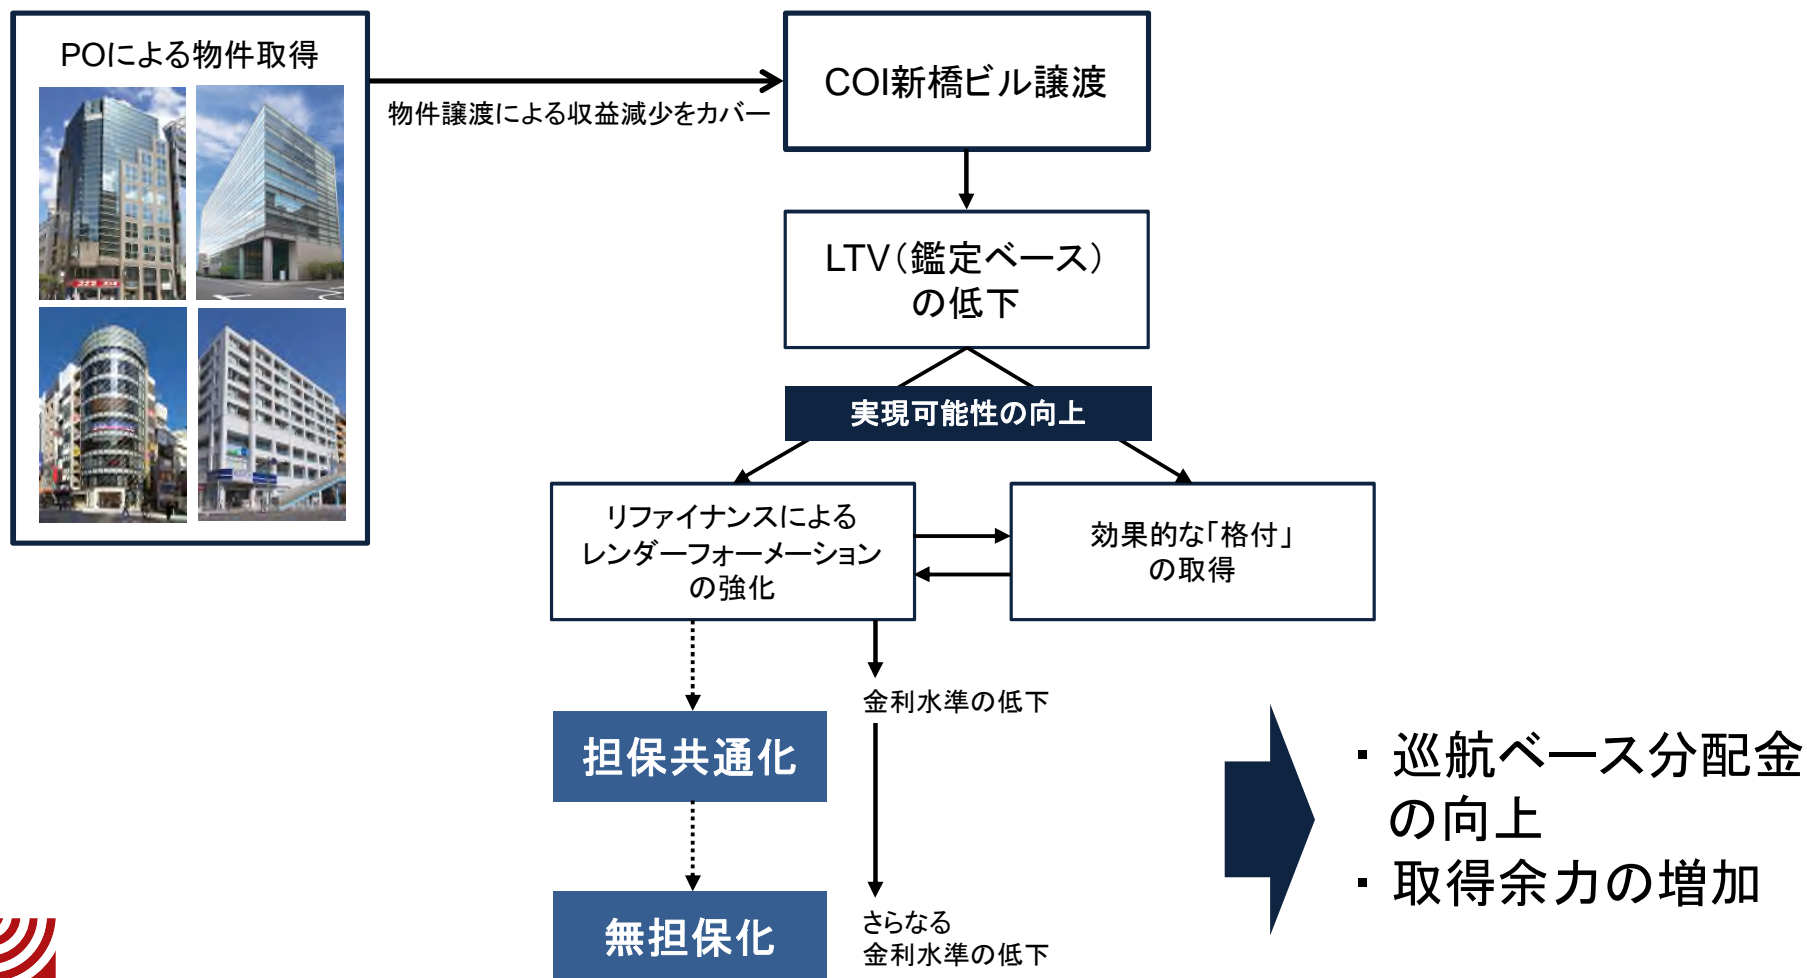 POによる物件取得
物件譲渡による収益減少をカバー
COI新橋ビル譲渡
LTV（鑑定ベース）
の低下
実現可能性の向上
リファイナンスによる
レンダーフォーメーション
の強化
効果的な「格付」
の取得
担保共通化
金利水準の低下
無担保化
さらなる
金利水準の低下
・巡航ベース分配金
の向上
・取得余力の増加